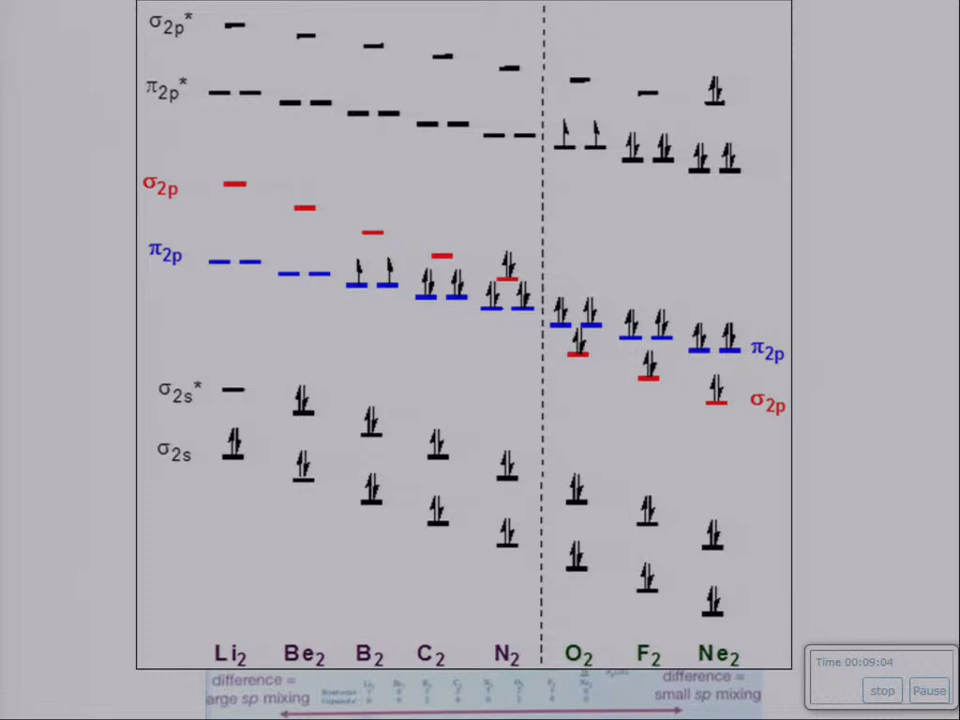 σ2p*
π2p*
σ2p
π2p
π2p
σ2p
σ2s*
σ2s
Li2 Be2 B2 C2 N2 O2 F2 Ne2
difference =
arge sp mixing
difference =
small sp mixing
Time 00:09:04
stop Pause